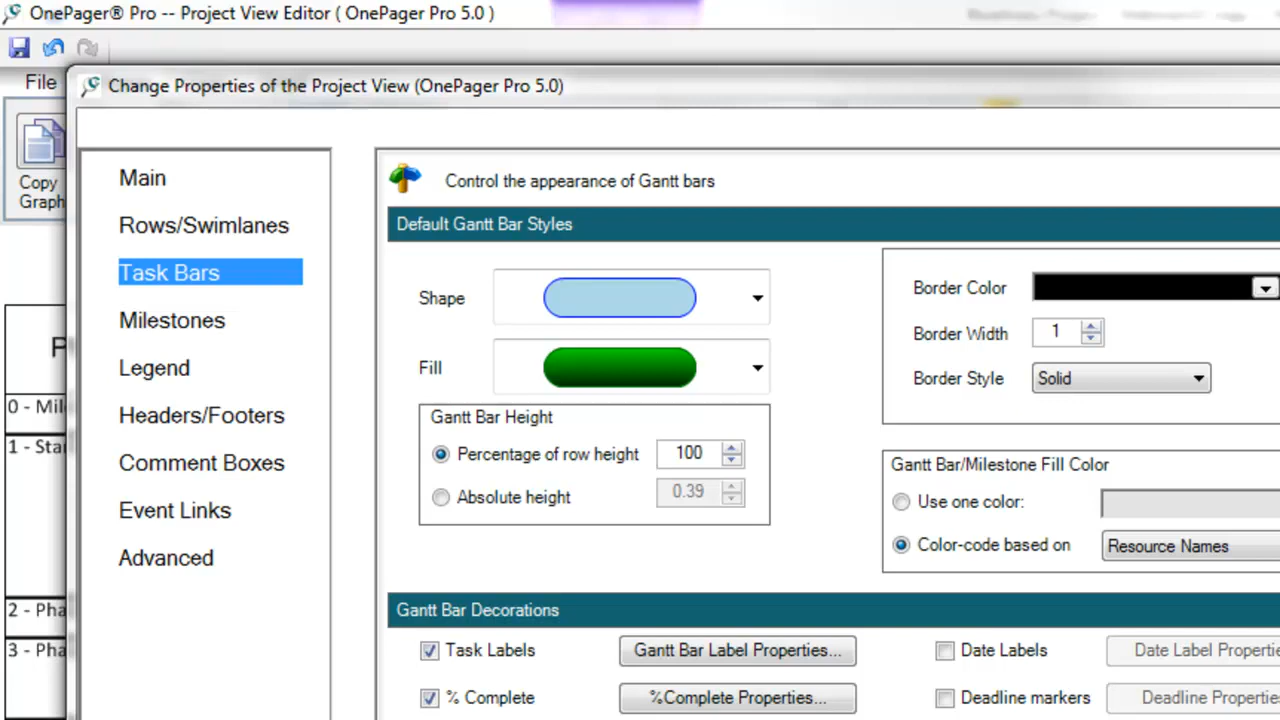 OnePager® Pro -- Project View Editor ( OnePager Pro 5.0 )
File
Change Properties of the Project View (OnePager Pro 5.0)
Copy
Main
Control the appearance of Gantt bars
Rows/Swimlanes
Default Gantt Bar Styles
Task Bars
Shape
Border Color
Milestones
Border Width
1
Legend
Fill
Border Style
Solid
0 - Mil
Headers/Footers
Gantt Bar Height
1 - Sta
Percentage of row height
100
Comment Boxes
Gantt Bar/Milestone Fill Color
Absolute height
0.39
Use one color:
Event Links
Color-code based on
Resource Names
Advanced
2 - Pha
Gantt Bar Decorations
3 - Pha
Task Labels
Gantt Bar Label Properties...
Date Labels
Date Label Properti
% Complete
%Complete Properties...
Deadline markers
Deadline Properties